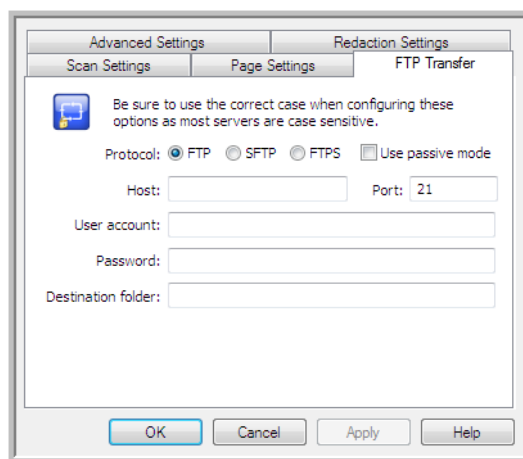 Advanced Settings Redaction Settings
Scan Settings Page Settings FTP Transfer
Be sure to use the correct case when configuring these
options as most servers are case sensitive.
Protocol: FTP SFTP FTPS Use passive mode
Host: Port: 21
User account:
Password:
Destination folder:
OK Cancel Apply Help